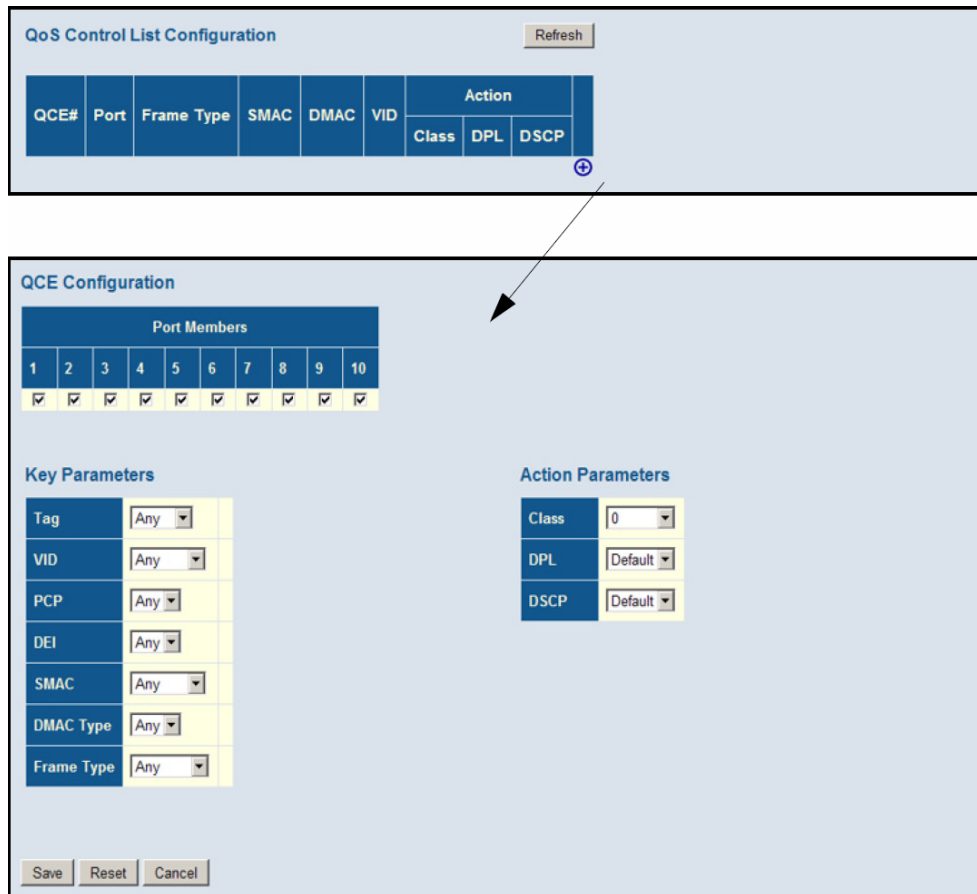 QoS Control List Configuration
Refresh
QCE# Port Frame Type SMAC DMAC VID Action
Class DPL DSCP
QCE Configuration
Port Members
1 2 3 4 5 6 7 8 9 10
Key Parameters
Tag Any
VID Any
PCP Any
DEI Any
SMAC Any
DMAC Type Any
Frame Type Any
Action Parameters
Class 0
DPL Default
DSCP Default
Save Reset Cancel